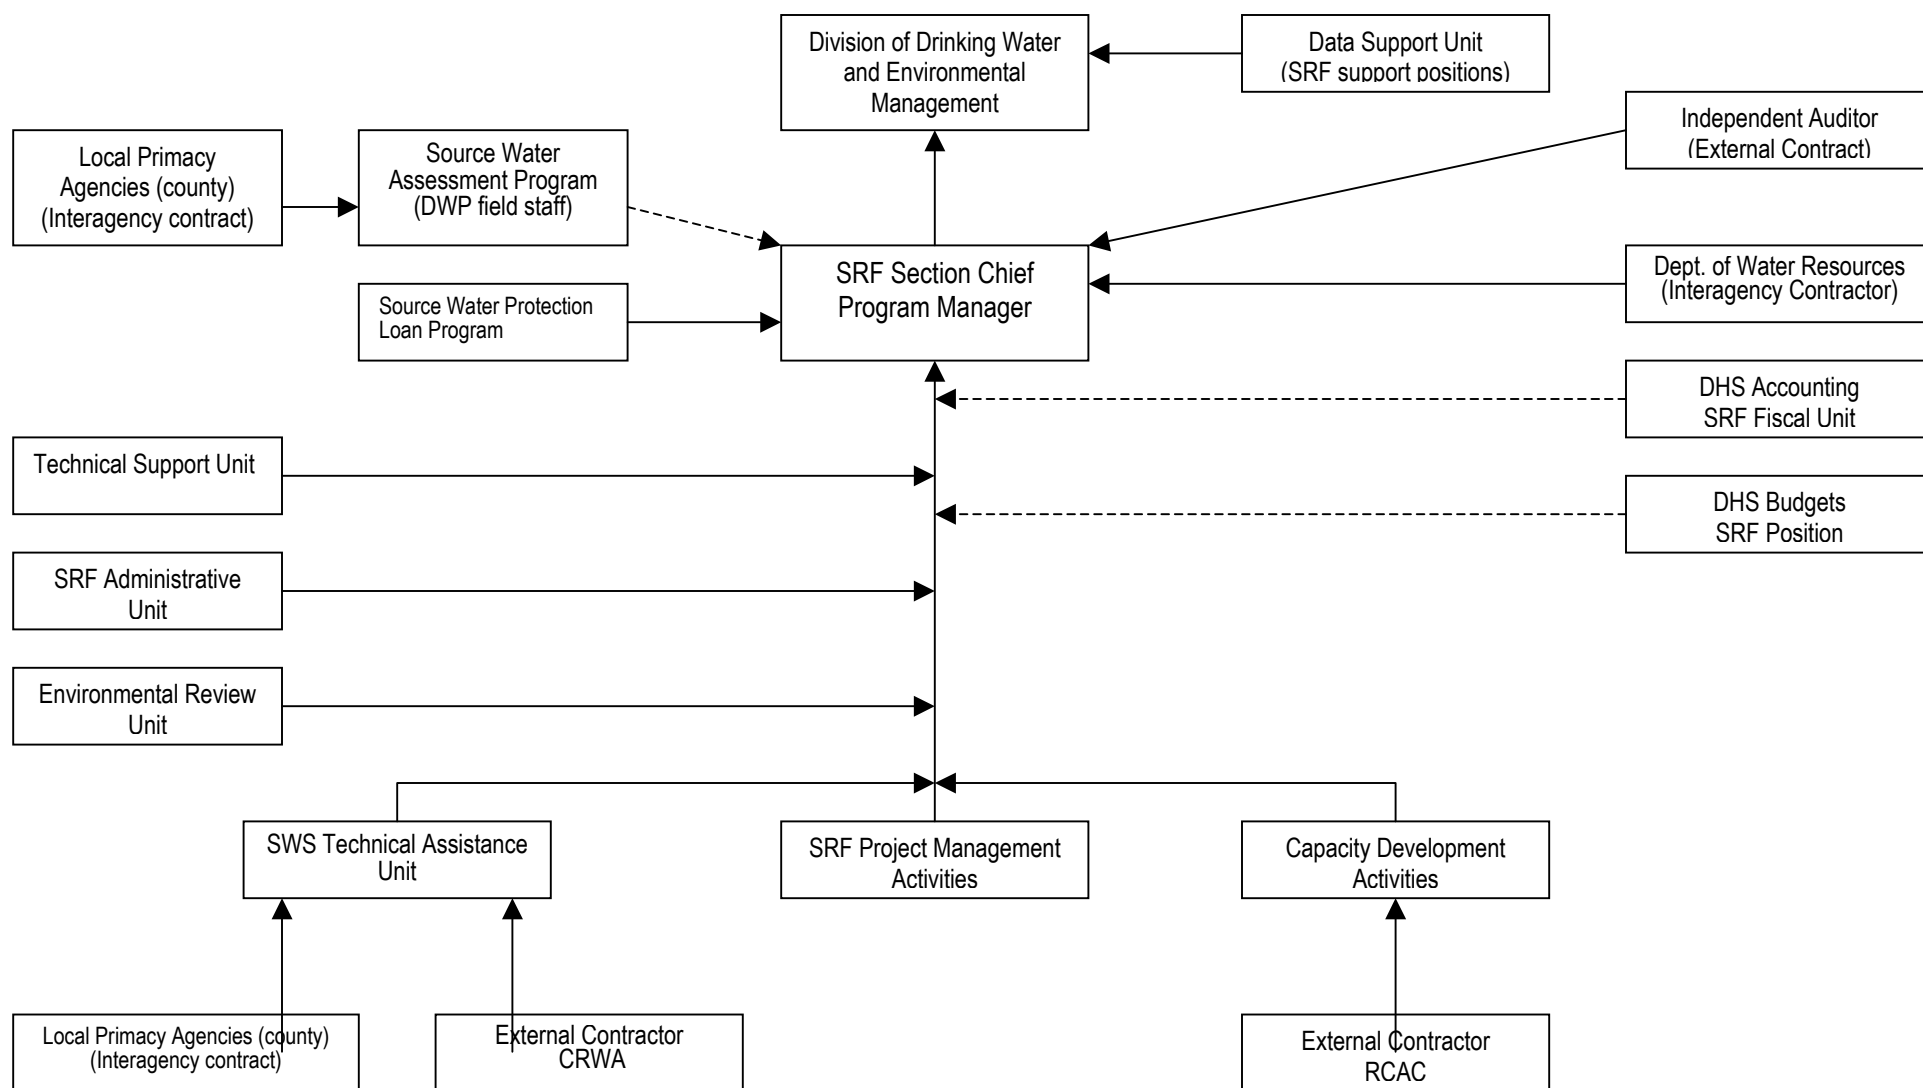 Division of Drinking Water
and Environmental
Management
Data Support Unit
(SRF support positions)
Independent Auditor
(External Contract)
Local Primacy
Agencies (county)
(Interagency contract)
Source Water
Assessment Program
(DWP field staff)
SRF Section Chief
Program Manager
Dept. of Water Resources
(Interagency Contractor)
Source Water Protection
Loan Program
DHS Accounting
SRF Fiscal Unit
Technical Support Unit
DHS Budgets
SRF Position
SRF Administrative
Unit
Environmental Review
Unit
SWS Technical Assistance
Unit
SRF Project Management
Activities
Capacity Development
Activities
Local Primacy Agencies (county)
(Interagency contract)
External Contractor
CRWA
External Contractor
RCAC